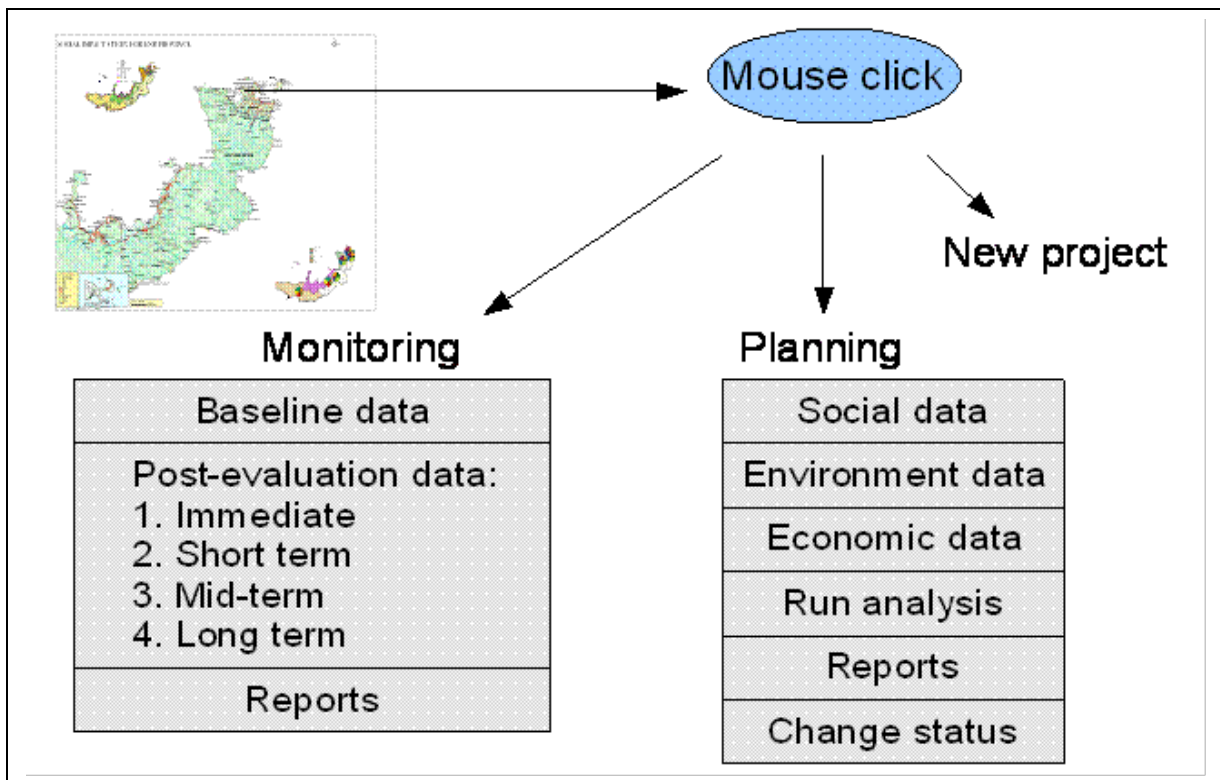 Mouse click
New project
Monitoring
Planning
Baseline data
Post-evaluation data:
1. Immediate
2. Short term
3. Mid-term
4. Long term
Reports
Social data
Environment data
Economic data
Run analysis
Reports
Change status